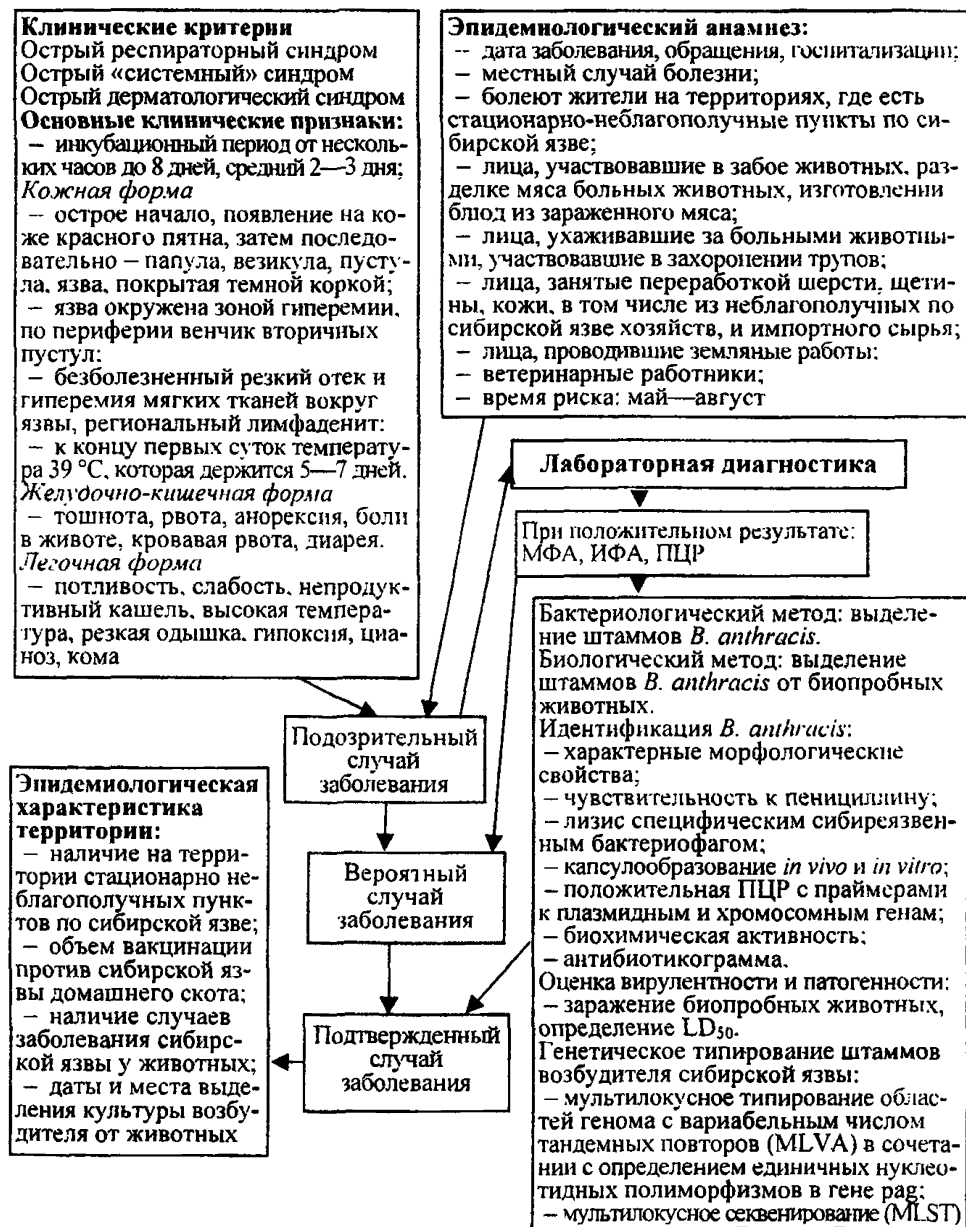 Клинические критерии
Острый респираторный синдром
Острый «системный» синдром
Острый дерматологический синдром
Основные клинические признаки:
– инкубационный период от несколь-
ких часов до 8 дней, средний 2—3 дня;
Кожная форма
– острое начало, появление на ко-
же красного пятна, затем последо-
вательно – папула, везикула, пусту-
ла, язва, покрытая темной коркой;
– язва окружена зоной гиперемии,
по периферии венчик вторичных
пустул;
– безболезненный резкий отек и
гиперемия мягких тканей вокруг
язвы, региональный лимфаденит:
– к концу первых суток температу-
ра 39 °С, которая держится 5—7 дней.
Желудочно-кишечная форма
– тошнота, рвота, анорексия, боли
в животе, кровавая рвота, диарея.
Легочная форма
– потливость, слабость, непродук-
тивный кашель, высокая темпера-
тура, резкая одышка, гипоксия, циа-
ноз, кома
Эпидемиологический анамнез:
– дата заболевания, обращения, госпитализации;
– местный случай болезни;
– болеют жители на территориях, где есть
стационарно-неблагополучные пункты по си-
бирской язве;
– лица, участвовавшие в забое животных, раз-
делке мяса больных животных, изготовлении
блюд из зараженного мяса;
– лица, ухаживавшие за больными животны-
ми, участвовавшие в захоронении трупов;
– лица, занятые переработкой шерсти, щети-
ны, кожи, в том числе из неблагополучных по
сибирской язве хозяйств, и импортного сырья;
– лица, проводившие земляные работы;
– ветеринарные работники;
– время риска: май—август
Лабораторная диагностика
При положительном результате:
МФА, ИФА, ПЦР
Бактериологический метод: выделе-
ние штаммов B. anthracis.
Биологический метод: выделение
штаммов B. anthracis от биопробных
животных.
Идентификация B. anthracis:
– характерные морфологические
свойства;
– чувствительность к пенициллину;
– лизис специфическим сибиреязвен-
ным бактериофагом;
– капсулообразование in vivo и in vitro;
– положительная ПЦР с праймерами
к плазмидным и хромосомным генам;
– биохимическая активность;
– антибиотикограмма.
Оценка вирулентности и патогенности:
– заражение биопробных животных,
определение LD50.
Генетическое типирование штаммов
возбудителя сибирской язвы:
– мультилокусное типирование облас-
тей генома с вариабельным числом
тандемных повторов (MLVA) в сочета-
нии с определением единичных нуклео-
тидных полиморфизмов в гене pag;
– мультилокусное секвенирование (MLST)
Подозрительный
случай
заболевания
Вероятный
случай
заболевания
Подтвержденный
случай
заболевания
Эпидемиологическая
характеристика
территории:
– наличие на терри-
тории стационарно не-
благополучных пунк-
тов по сибирской язве;
– объем вакцинации
против сибирской яз-
вы домашнего скота;
– наличие случаев
заболевания сибирс-
кой язвы у животных;
– даты и места выде-
ления культуры возбу-
дителя от животных